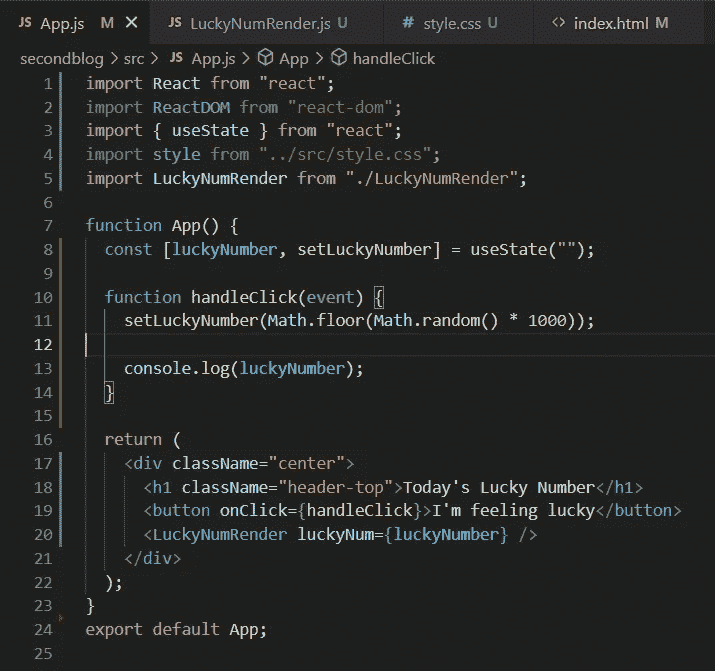 JS App.js M × JS LuckyNumRender.js U # style.css U <> index.html M
secondblog > src > JS App.js > App > handleClick
1 import React from "react";
2 import ReactDOM from "react-dom";
3 import { useState } from "react";
4 import style from "../src/style.css";
5 import LuckyNumRender from "./LuckyNumRender";
6
7 function App() {
8 const [luckyNumber, setLuckyNumber] = useState("");
9
10 function handleClick(event) {
11 setLuckyNumber(Math.floor(Math.random() * 1000));
12
13 console.log(luckyNumber);
14 }
15
16 return (
17 <div className="center">
18 <h1 className="header-top">Today's Lucky Number</h1>
19 <button onClick={handleClick}>I'm feeling lucky</button>
20 <LuckyNumRender luckyNum={luckyNumber} />
21 </div>
22 );
23 }
24 export default App;
25